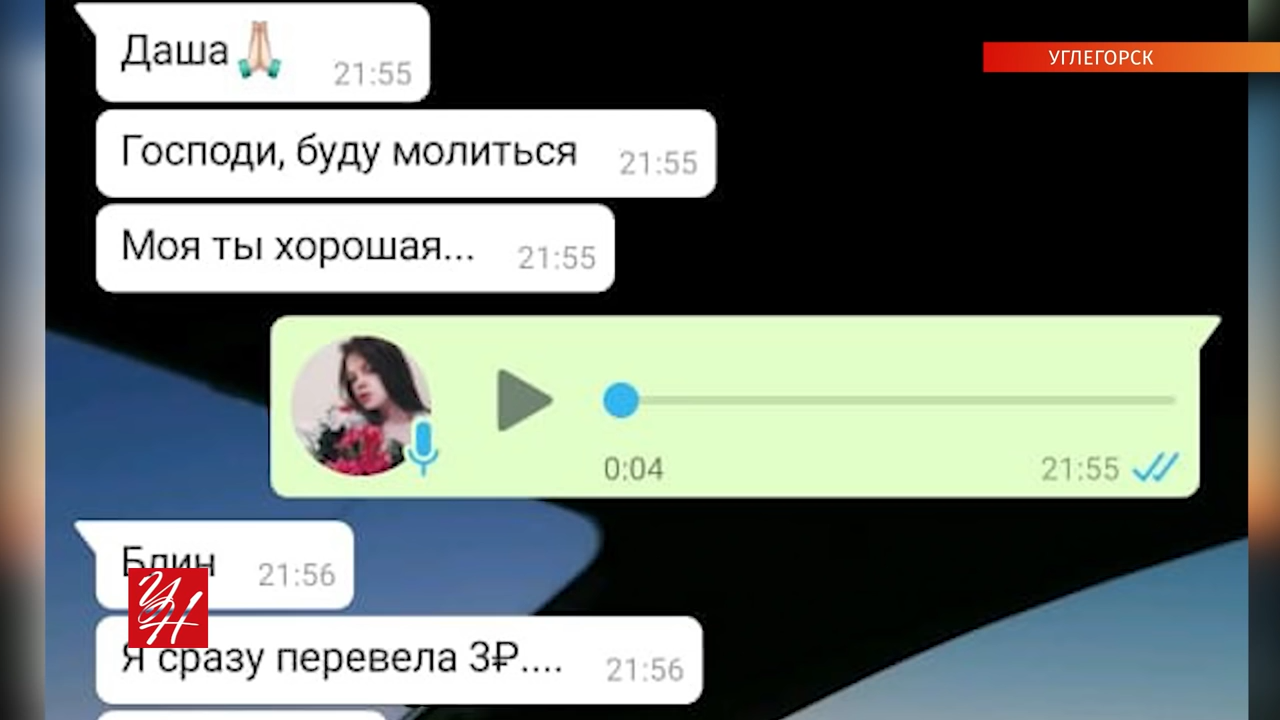 УГЛЕГОРСК
Даша🙏🏻 21:55
Господи, буду молиться 21:55
Моя ты хорошая... 21:55
0:04 21:55
Блин 21:56
УН
Я сразу перевела 3₽.... 21:56